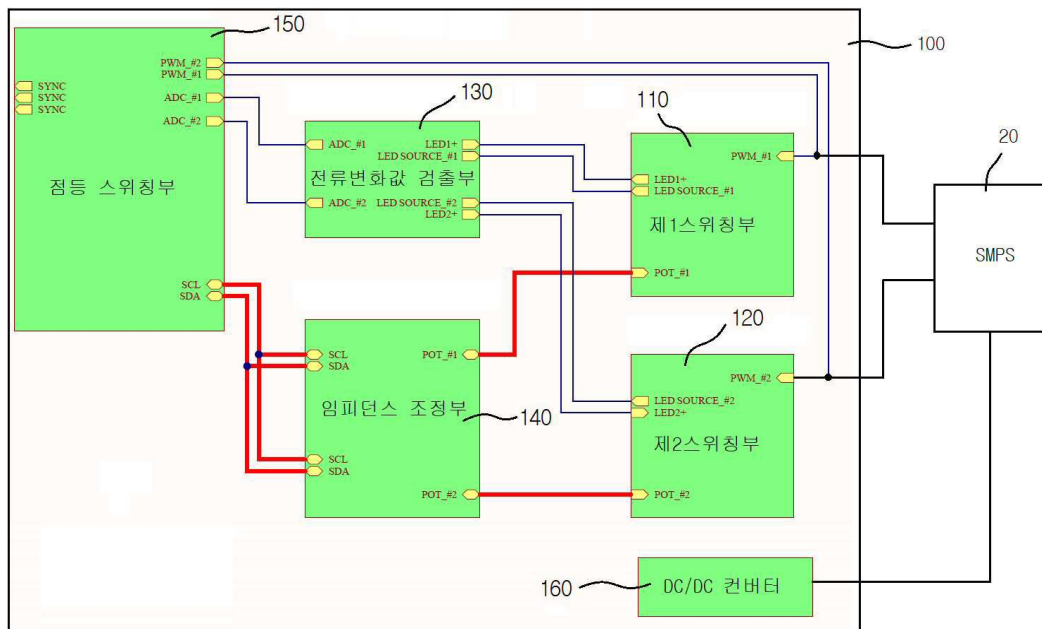 150
100
PWM_#2
PWM_#1
SYNC
SYNC
SYNC
ADC_#1
ADC_#2
점등 스위칭부
SCL
SDA
130
ADC_#1
LED1+
LED SOURCE_#1
전류변화값 검출부
ADC_#2
LED SOURCE_#2
LED2+
110
PWM_#1
LED1+
LED SOURCE_#1
제1스위칭부
POT_#1
20
SMPS
SCL
SDA
POT_#1
임피던스 조정부
140
SCL
SDA
POT_#2
120
PWM_#2
LED SOURCE_#2
LED2+
제2스위칭부
POT_#2
160
DC/DC 컨버터